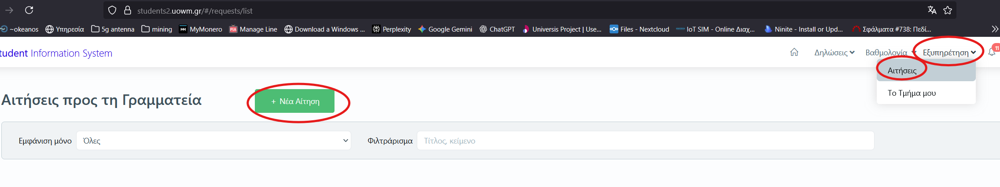 students2.uowm.gr/#/requests/list
~okeanos Υπηρεσία 5g antenna mining MyMonero PIA Manage Line Download a Windows ... Perplexity Google Gemini ChatGPT Universis Project | Use... Files - Nextcloud IoT SIM - Online Διαχ... Ninite - Install or Upd... Σφάλματα #738: Πεδί...
tudent Information System Δηλώσεις Βαθμολογία Εξυπηρέτηση 11
Αιτήσεις
Το Τμήμα μου
Αιτήσεις προς τη Γραμματεία + Νέα Αίτηση
Εμφάνιση μόνο Όλες Φιλτράρισμα Τίτλος, κείμενο